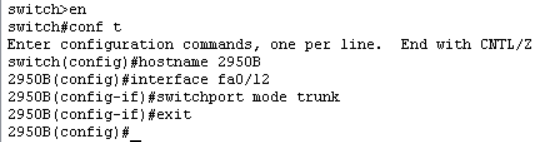 switch>en
switch#conf t
Enter configuration commands, one per line.  End with CNTL/Z
switch(config)#hostname 2950B
2950B(config)#interface fa0/12
2950B(config-if)#switchport mode trunk
2950B(config-if)#exit
2950B(config)#_